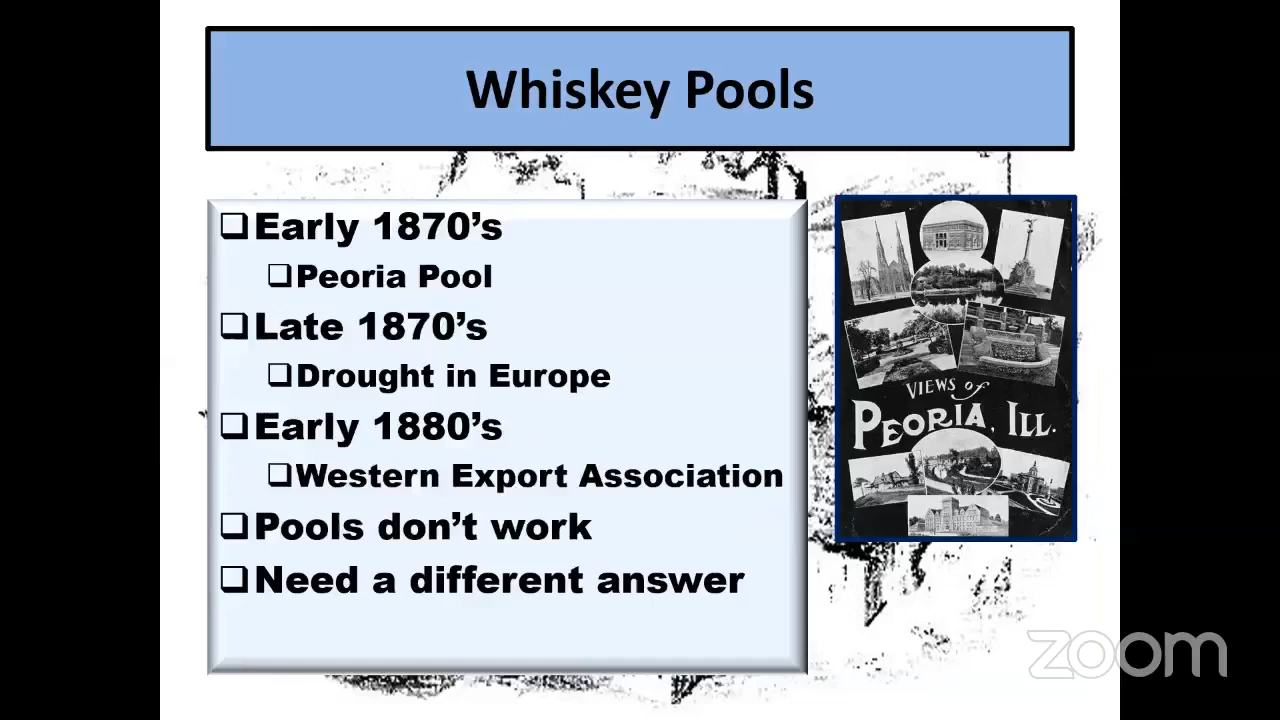 Whiskey Pools
❑Early 1870’s
❑Peoria Pool
❑Late 1870’s
❑Drought in Europe
❑Early 1880’s
❑Western Export Association
❑Pools don’t work
❑Need a different answer
VIEWS of
PEORIA, ILL.
zoom